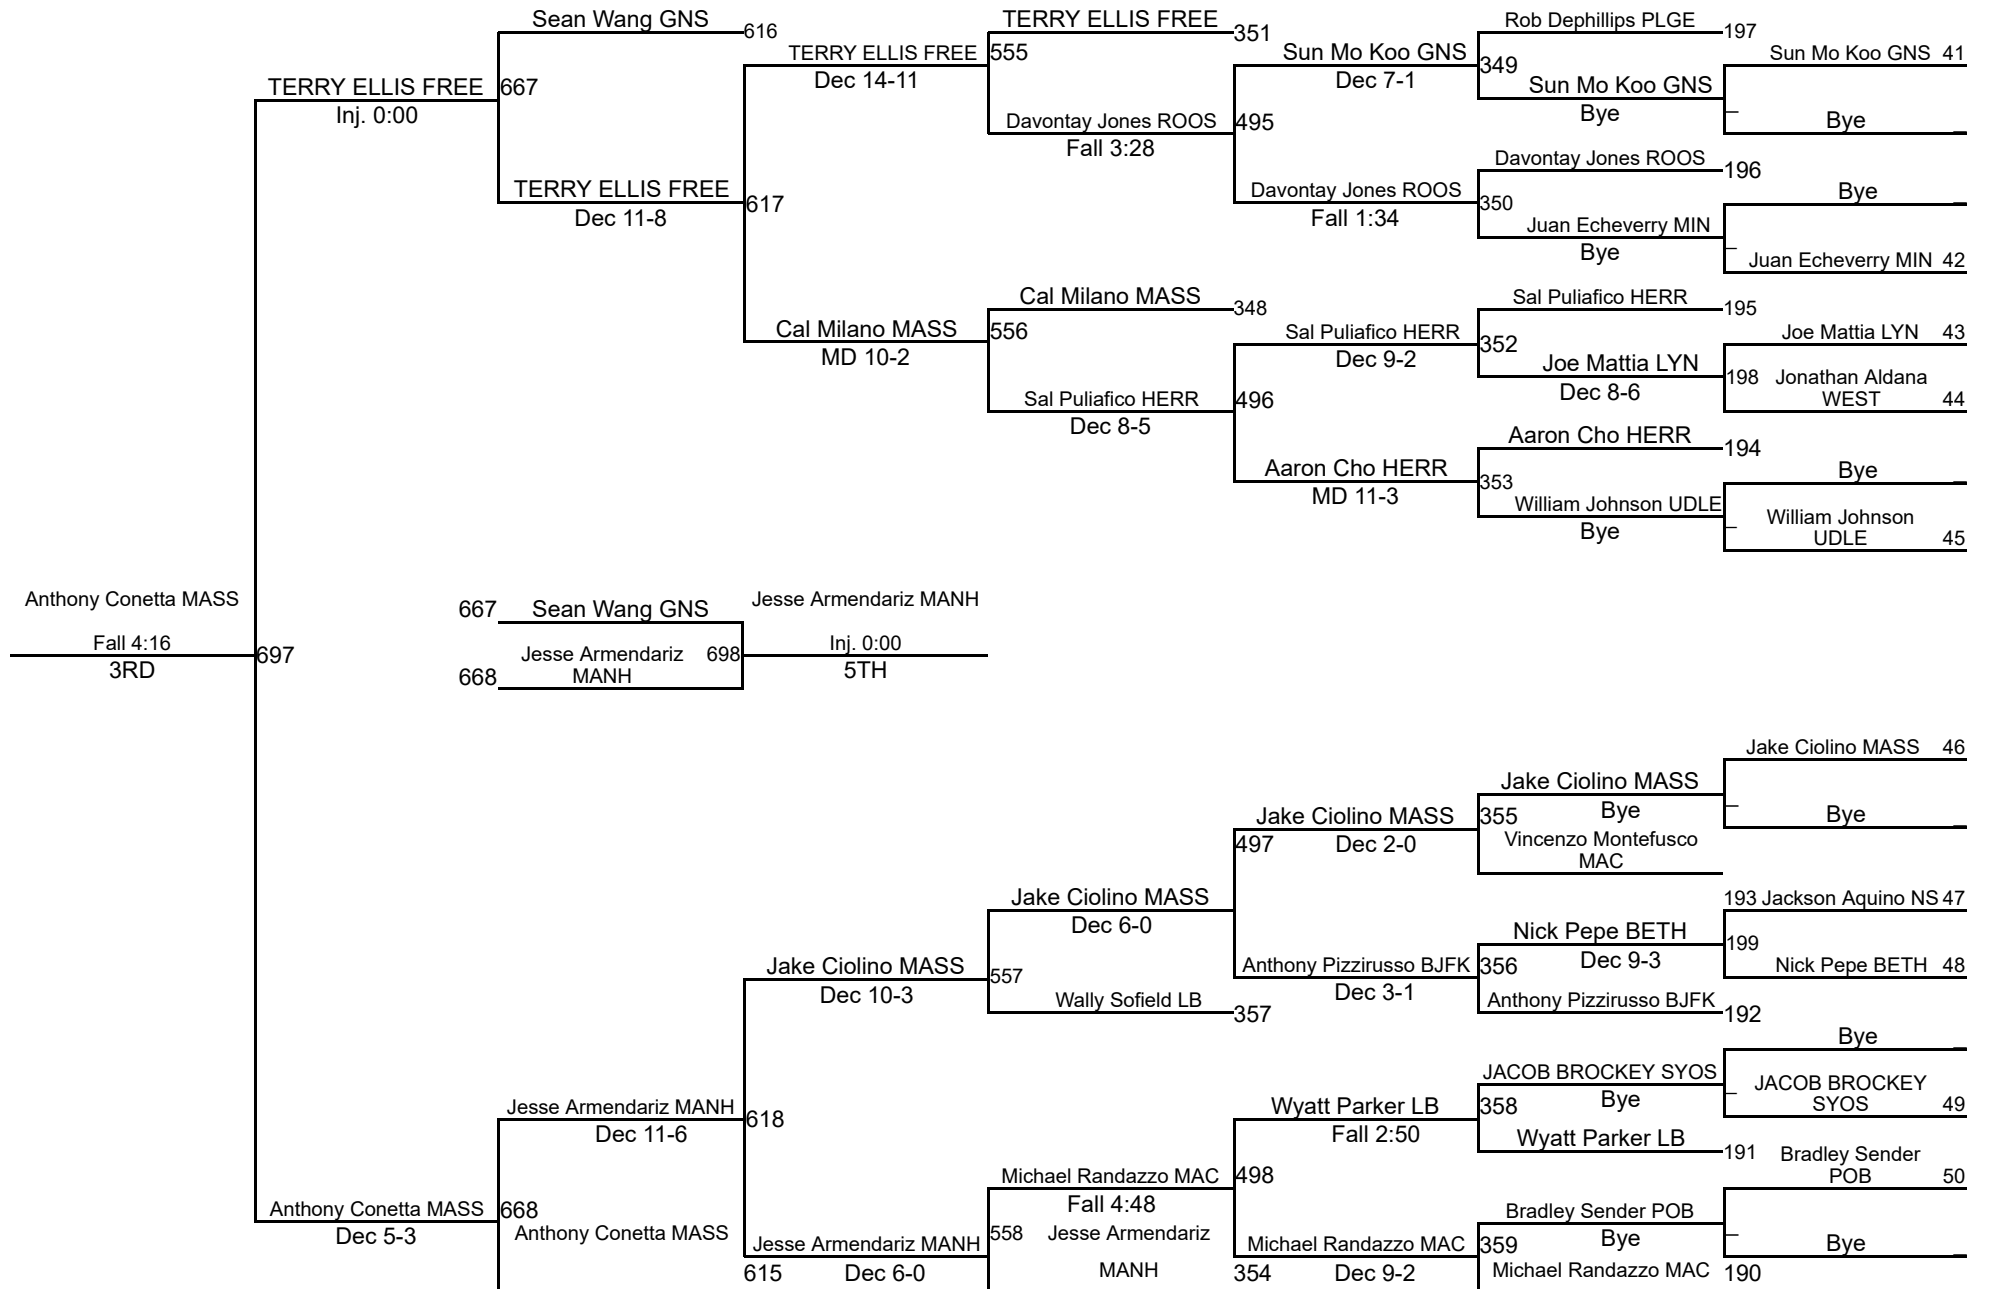 Sean Wang GNS
616
TERRY ELLIS FREE
351
Rob Dephillips PLGE
197
TERRY ELLIS FREE
Dec 14-11
555
Sun Mo Koo GNS
Dec 7-1
349
Sun Mo Koo GNS 41
TERRY ELLIS FREE
Inj. 0:00
667
Sun Mo Koo GNS
Bye
_
Bye _
Davontay Jones ROOS
Fall 3:28
495
Davontay Jones ROOS
196
TERRY ELLIS FREE
Dec 11-8
617
Davontay Jones ROOS
Fall 1:34
350
Bye _
Juan Echeverry MIN
Bye
_
Juan Echeverry MIN 42
Cal Milano MASS
348
Sal Puliafico HERR
195
Cal Milano MASS
MD 10-2
556
Sal Puliafico HERR
Dec 9-2
352
Joe Mattia LYN 43
Joe Mattia LYN
Dec 8-6
198
Jonathan Aldana
WEST 44
Sal Puliafico HERR
Dec 8-5
496
Aaron Cho HERR
194
Aaron Cho HERR
MD 11-3
353
Bye _
William Johnson UDLE
Bye
_
William Johnson
UDLE 45
Anthony Conetta MASS
Fall 4:16
3RD
697
667 Sean Wang GNS
668
Jesse Armendariz
MANH
698
Jesse Armendariz MANH
Inj. 0:00
5TH
Jake Ciolino MASS 46
Jake Ciolino MASS
Bye
_
Bye _
Jake Ciolino MASS
Dec 2-0
355
Vincenzo Montefusco
MAC
497
Jake Ciolino MASS
Dec 6-0
193 Jackson Aquino NS 47
Nick Pepe BETH
Dec 9-3
199
Nick Pepe BETH 48
Jake Ciolino MASS
Dec 10-3
557
Anthony Pizzirusso BJFK
Dec 3-1
356
Wally Sofield LB
357
Anthony Pizzirusso BJFK
192
Bye _
JACOB BROCKEY SYOS
Bye
_
JACOB BROCKEY
SYOS 49
Jesse Armendariz MANH
Dec 11-6
618
Wyatt Parker LB
Fall 2:50
358
Wyatt Parker LB
191
Bradley Sender
POB 50
Michael Randazzo MAC
Fall 4:48
498
Anthony Conetta MASS
Dec 5-3
668
Anthony Conetta MASS
615
Jesse Armendariz MANH
Dec 6-0
558
Jesse Armendariz
MANH
354
Michael Randazzo MAC
Dec 9-2
359
Bradley Sender POB
Bye
_
Bye _
Michael Randazzo MAC
190